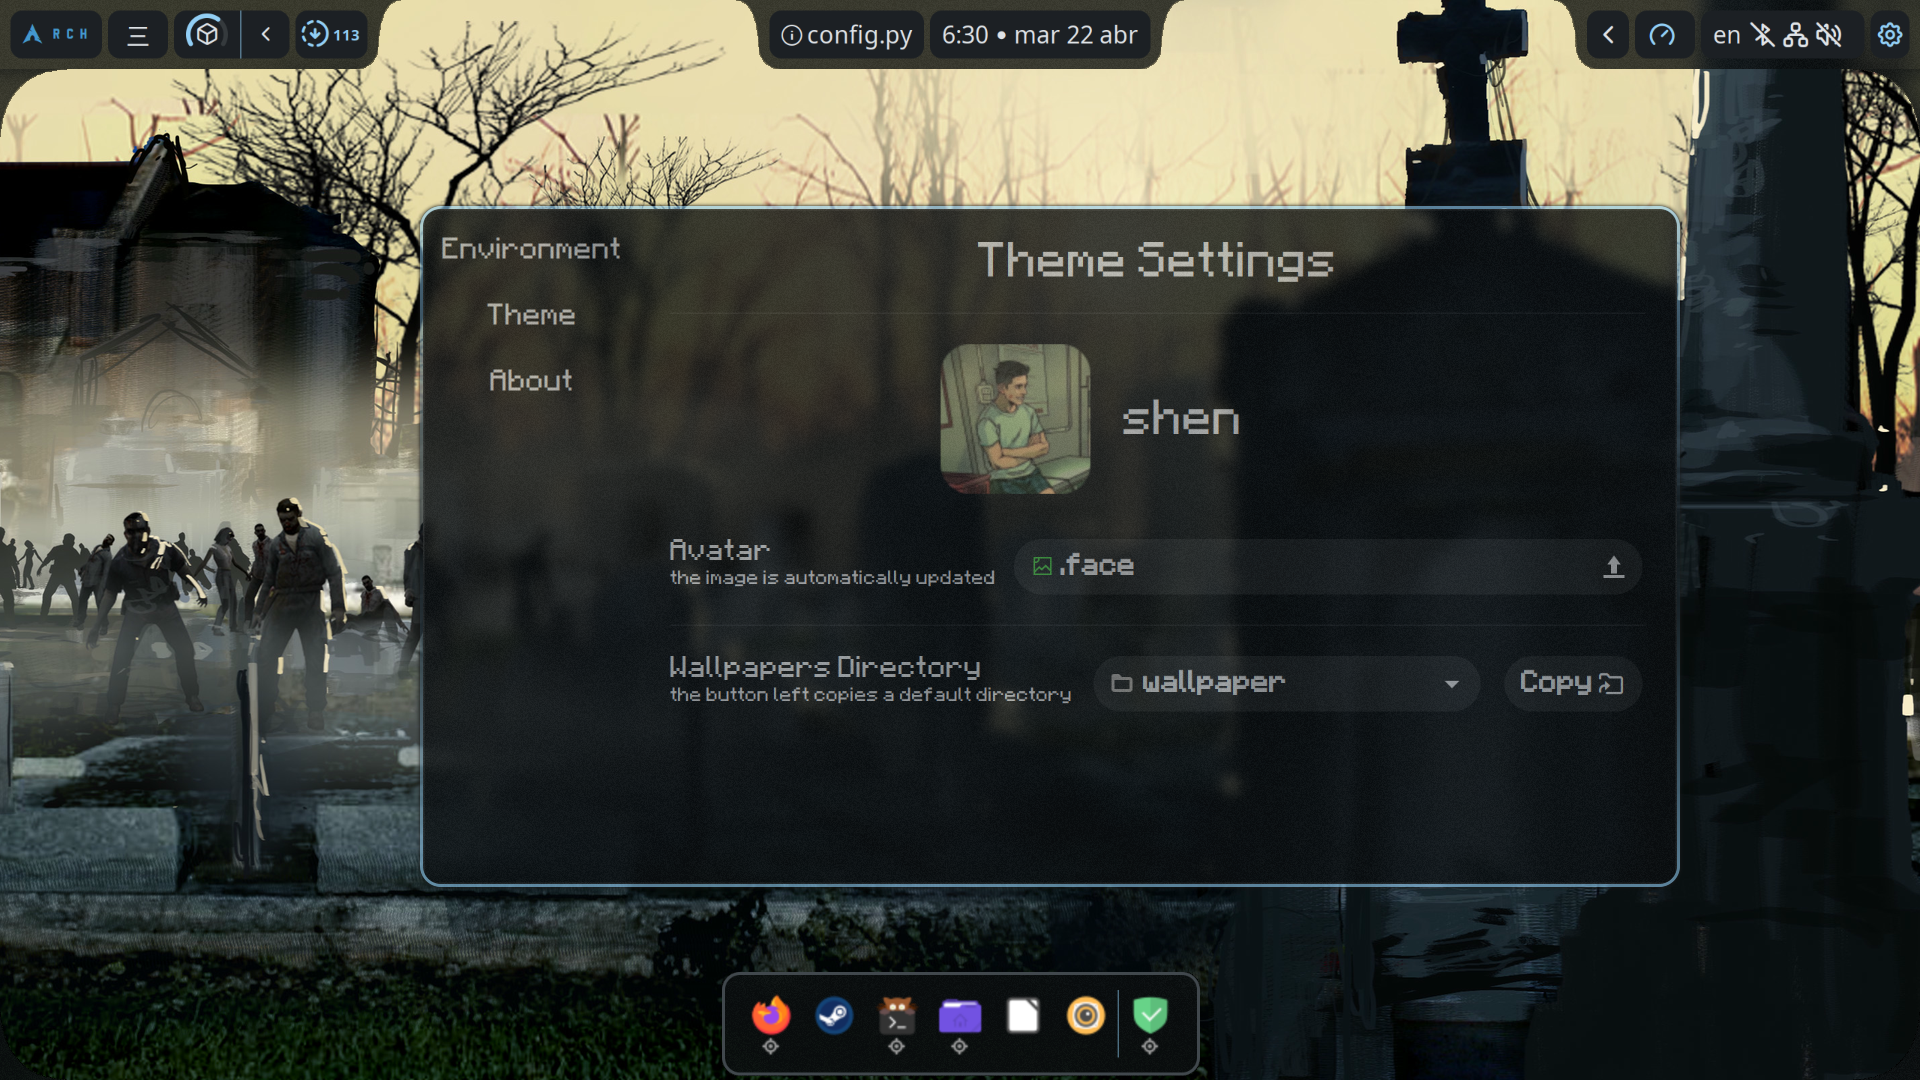 RCH
113
config.py
6:30 • mar 22 abr
en
Environment
Theme
About
Theme Settings
shen
Avatar
the image is automatically updated
.face
Wallpapers Directory
the button left copies a default directory
wallpaper
Copy